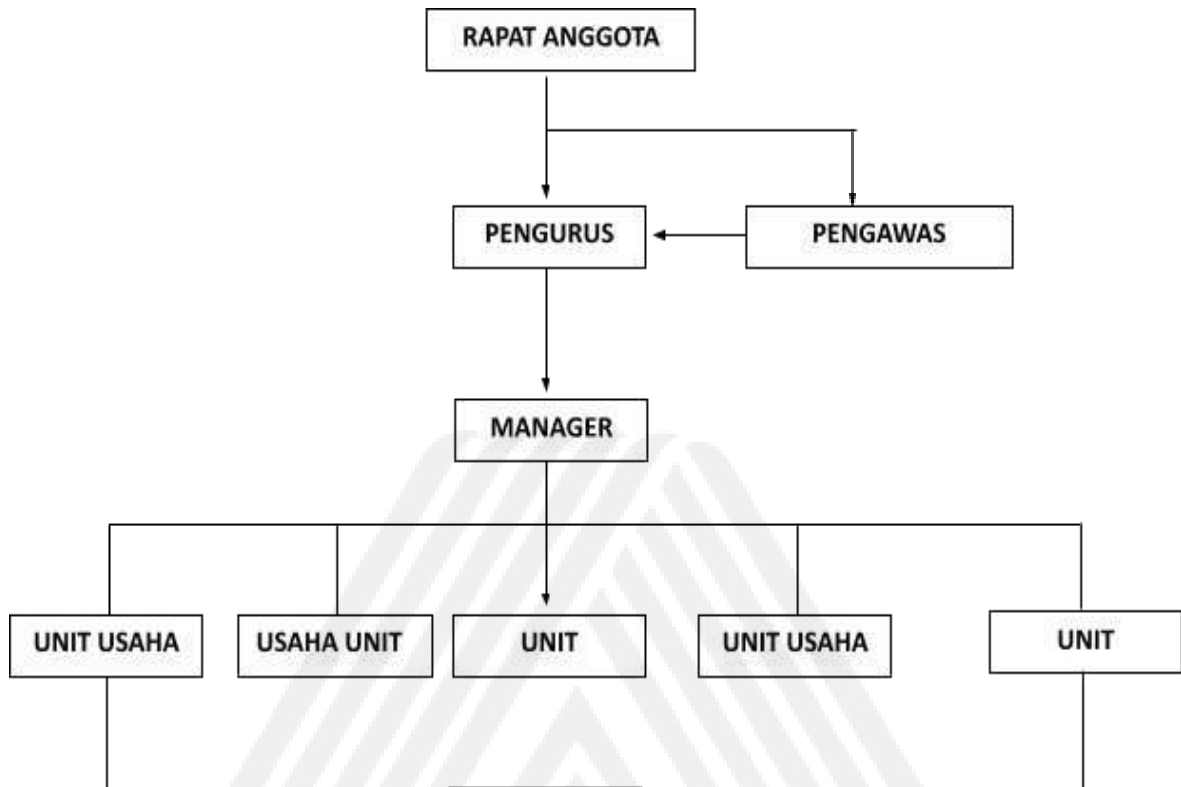 RAPAT ANGGOTA
PENGURUS
PENGAWAS
MANAGER
UNIT USAHA
USAHA UNIT
UNIT
UNIT USAHA
UNIT